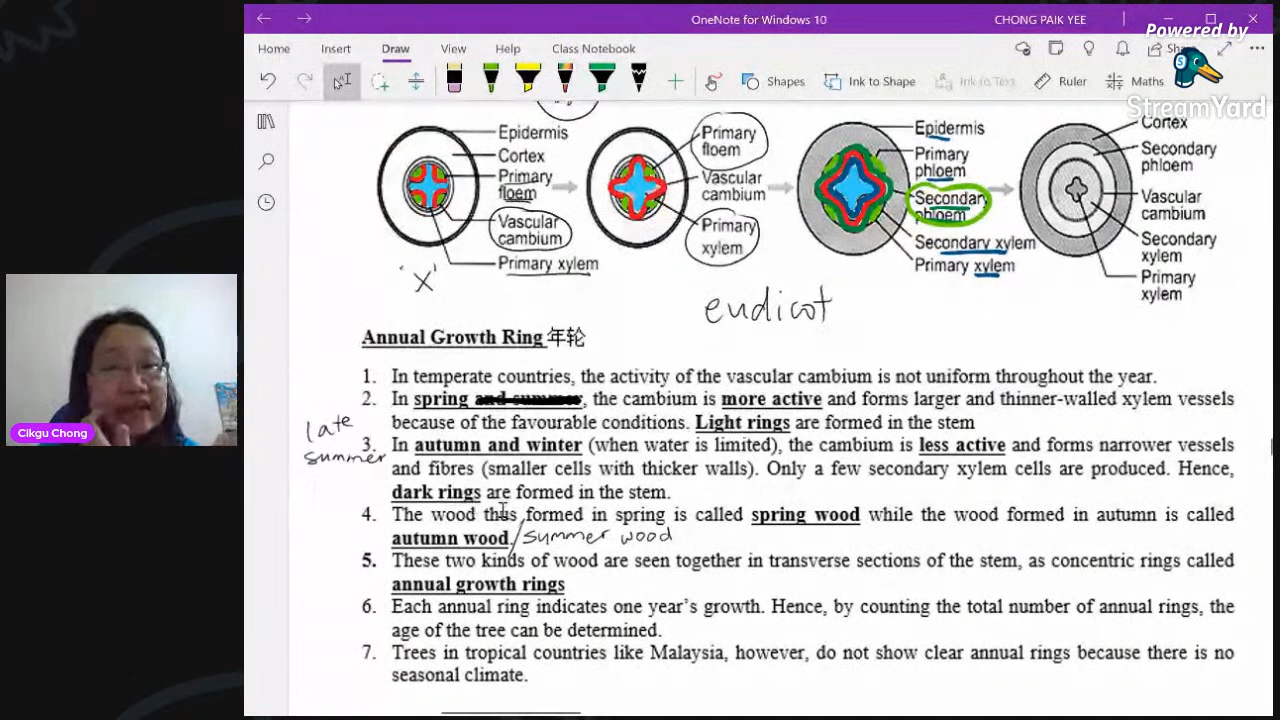 OneNote for Windows 10
CHONG PAIK YEE
Powered by
StreamYard
Home Insert Draw View Help Class Notebook Share
Shapes Ink to Shape Ink to Text Ruler Maths
Epidermis
Cortex
Primary
floem
Vascular
cambium
Primary xylem
'X'
Primary
floem
Vascular
cambium
Primary
xylem
Epidermis
Primary
phloem
Secondary
phloem
Secondary xylem
Primary xylem
Cortex
Secondary
phloem
Vascular
cambium
Secondary
xylem
Primary
xylem
eudicot
Annual Growth Ring 年轮
1. In temperate countries, the activity of the vascular cambium is not uniform throughout the year.
2. In spring and summer, the cambium is more active and forms larger and thinner-walled xylem vessels
because of the favourable conditions. Light rings are formed in the stem
late
summer
3. In autumn and winter (when water is limited), the cambium is less active and forms narrower vessels
and fibres (smaller cells with thicker walls). Only a few secondary xylem cells are produced. Hence,
dark rings are formed in the stem.
4. The wood thus formed in spring is called spring wood while the wood formed in autumn is called
autumn wood. /summer wood
5. These two kinds of wood are seen together in transverse sections of the stem, as concentric rings called
annual growth rings
6. Each annual ring indicates one year's growth. Hence, by counting the total number of annual rings, the
age of the tree can be determined.
7. Trees in tropical countries like Malaysia, however, do not show clear annual rings because there is no
seasonal climate.
Cikgu Chong